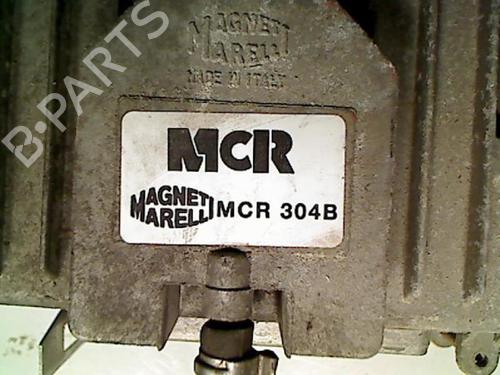 B-PARTS
MAGNETI
MARELLI
MADE IN ITALY
MCR
MAGNETI
MARELLI MCR 304B